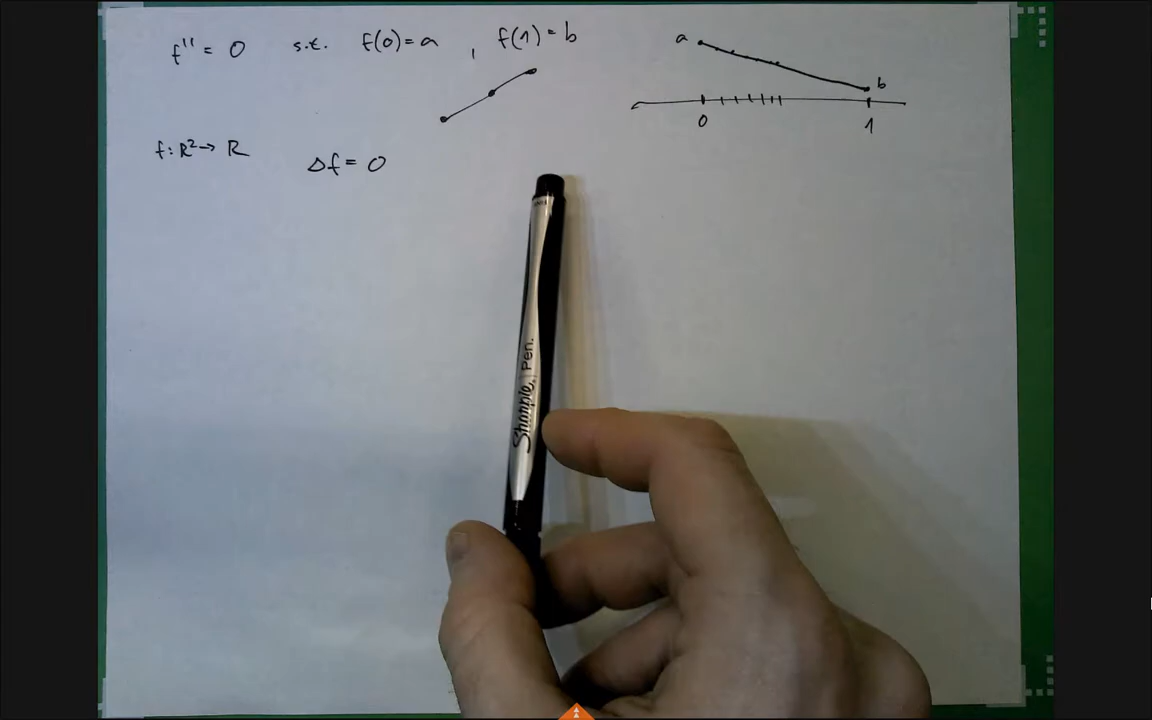 f'' = 0 s.t. f(0) = a , f(1) = b
a b
0 1
f: R² → R Δf = 0
Sharpie. Pen.